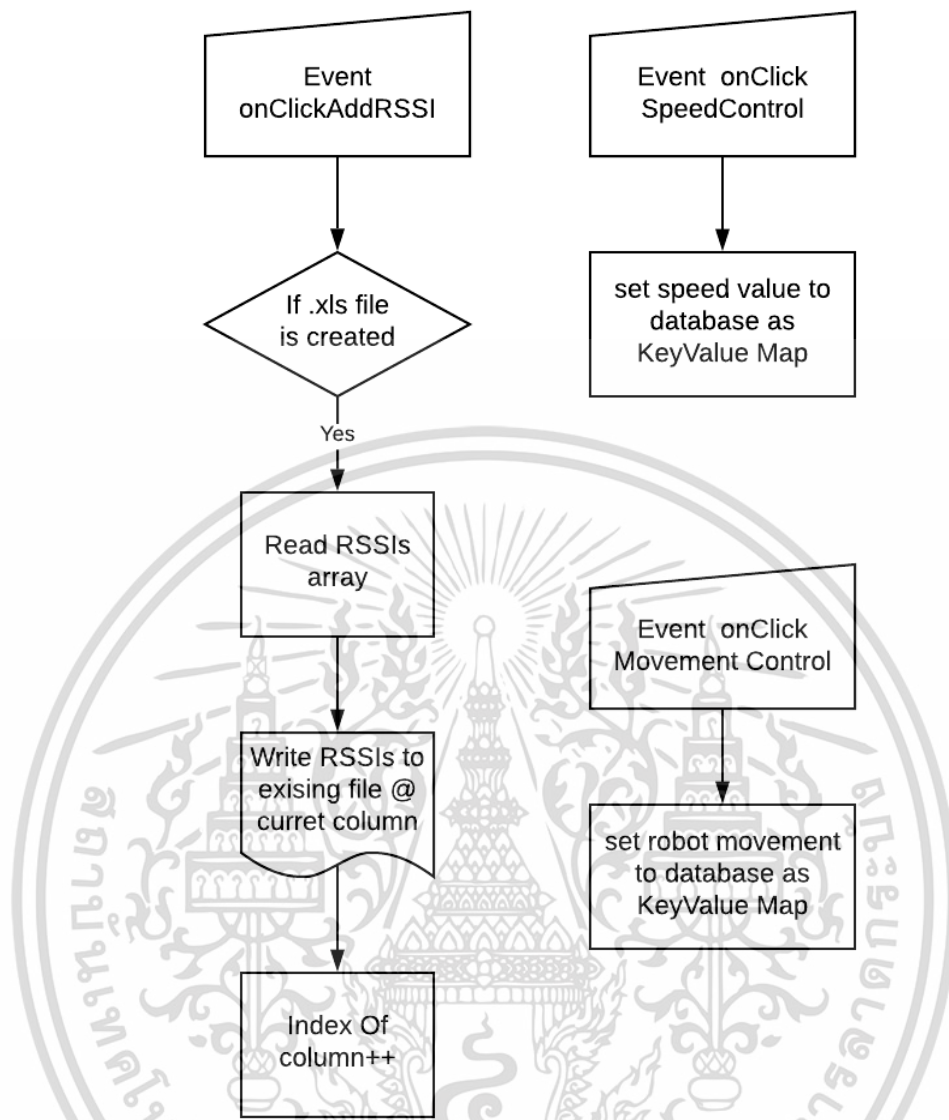 Event
onClickAddRSSI
If .xls file
is created
Yes
Read RSSIs
array
Write RSSIs to
exising file @
curret column
Index Of
column++
Event onClick
SpeedControl
set speed value to
database as
KeyValue Map
Event onClick
Movement Control
set robot movement
to database as
KeyValue Map